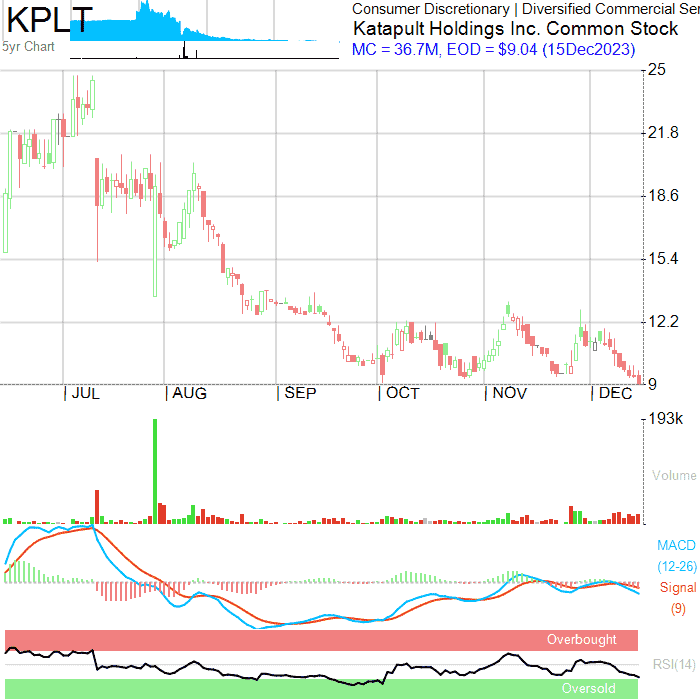 KPLT
Consumer Discretionary | Diversified Commercial Ser
Katapult Holdings Inc. Common Stock
5yr Chart
MC = 36.7M, EOD = $9.04 (15Dec2023)
25
21.8
18.6
15.4
12.2
9
| JUL | AUG | SEP | OCT | NOV | DEC
193k
Volume
MACD
(12-26)
Signal
(9)
Overbought
RSI(14)
Oversold